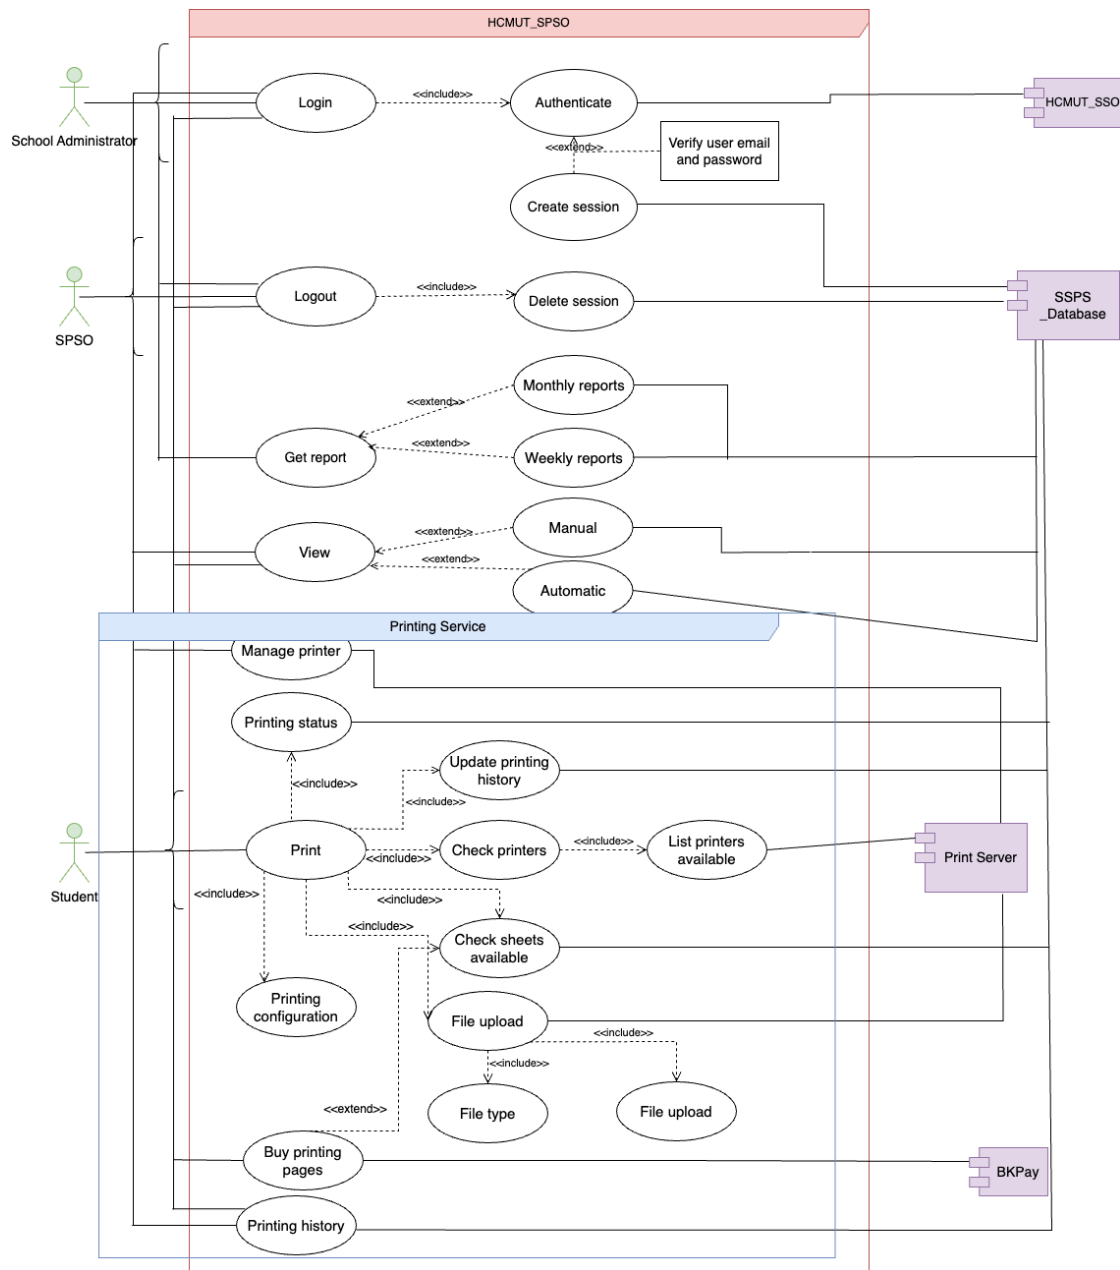 HCMUT_SPSO
School Administrator
Login
<<include>>
Authenticate
HCMUT_SSO
<<extend>>
Verify user email
and password
Create session
SPSO
Logout
<<include>>
Delete session
SSPS
_Database
Monthly reports
<<extend>>
Get report
<<extend>>
Weekly reports
Manual
<<extend>>
View
<<extend>>
Automatic
Printing Service
Manage printer
Printing status
<<include>>
Update printing
history
<<include>>
Student
Print
<<include>>
Check printers
<<include>>
List printers
available
Print Server
<<include>>
<<include>>
<<include>>
Check sheets
available
Printing
configuration
File upload
<<include>>
<<include>>
File type
File upload
<<extend>>
Buy printing
pages
BKPay
Printing history